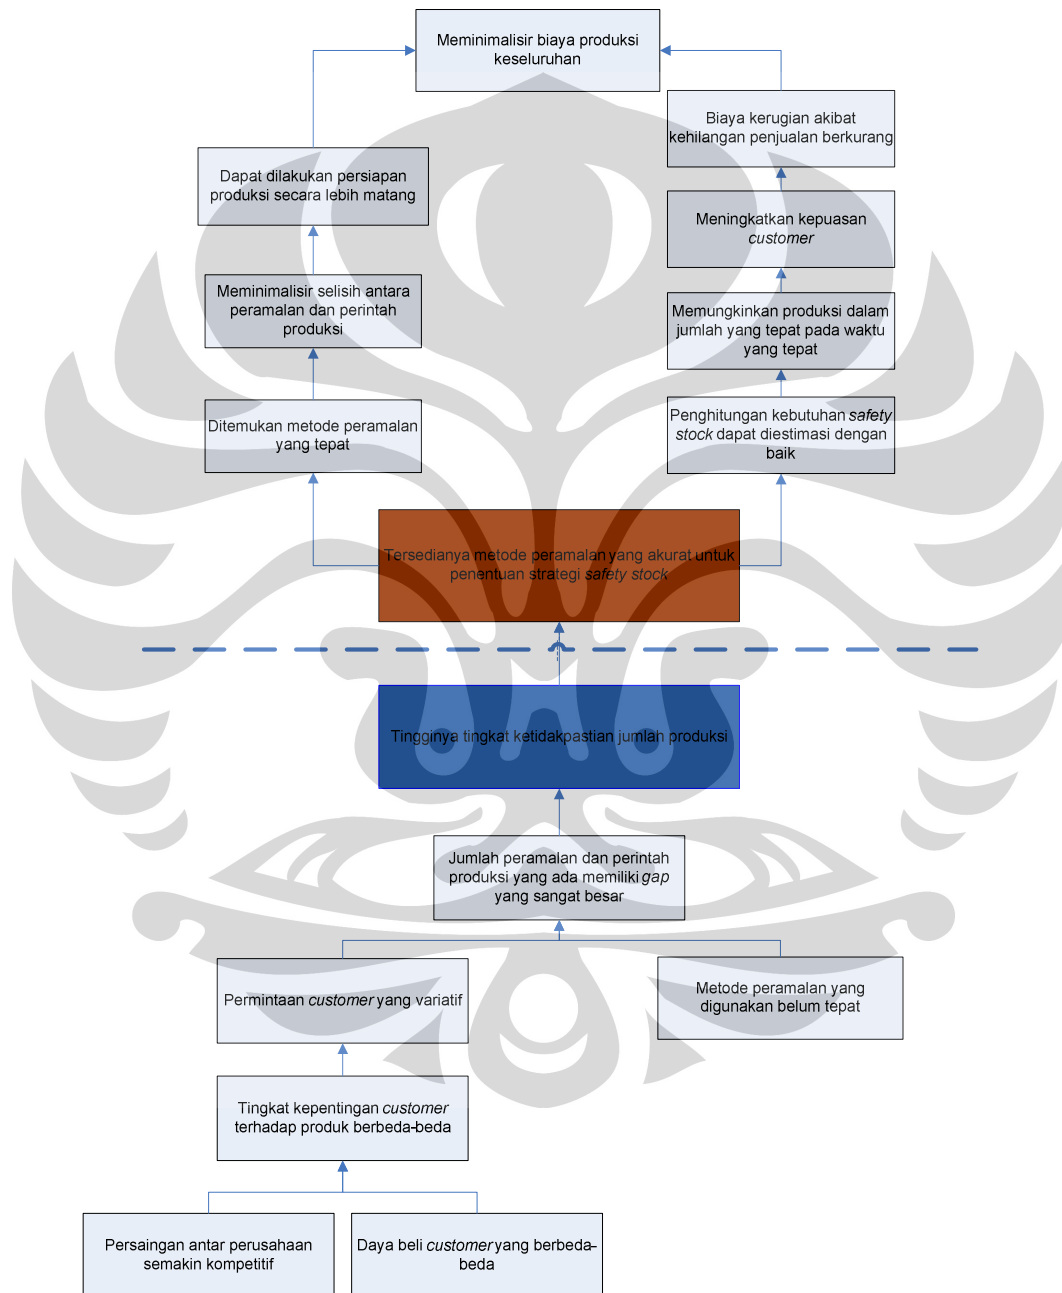 Meminimalisir biaya produksi
keseluruhan
Biaya kerugian akibat
kehilangan penjualan berkurang
Dapat dilakukan persiapan
produksi secara lebih matang
Meningkatkan kepuasan
customer
Meminimalisir selisih antara
peramalan dan perintah
produksi
Memungkinkan produksi dalam
jumlah yang tepat pada waktu
yang tepat
Ditemukan metode peramalan
yang tepat
Penghitungan kebutuhan safety
stock dapat diestimasi dengan
baik
Tersedianya metode peramalan yang akurat untuk
penentuan strategi safety stock
Tingginya tingkat ketidakpastian jumlah produksi
Jumlah peramalan dan perintah
produksi yang ada memiliki gap
yang sangat besar
Permintaan customer yang variatif
Metode peramalan yang
digunakan belum tepat
Tingkat kepentingan customer
terhadap produk berbeda-beda
Persaingan antar perusahaan
semakin kompetitif
Daya beli customer yang berbeda-
beda